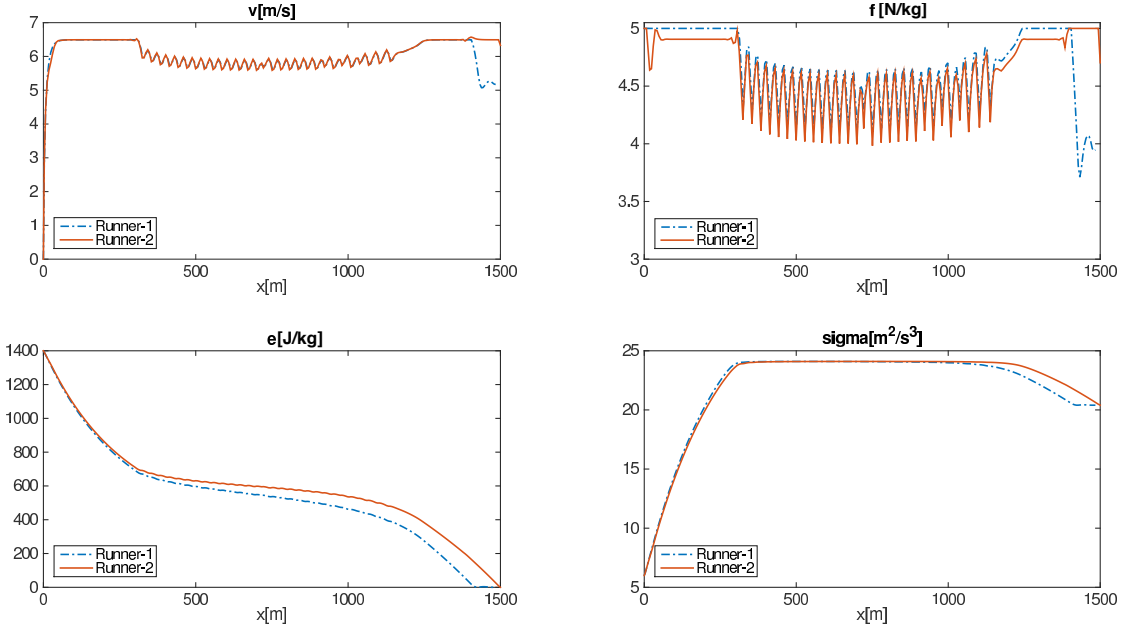 v[m/s]
7
6
5
4
3
2
1
0
Runner-1
Runner-2
0
500
1000
1500
x[m]
f [N/kg]
5
4.5
4
3.5
3
Runner-1
Runner-2
0
500
1000
1500
x[m]
e[J/kg]
1400
1200
1000
800
600
400
200
0
Runner-1
Runner-2
0
500
1000
1500
x[m]
sigma[m²/s³]
25
20
15
10
5
Runner-1
Runner-2
0
500
1000
1500
x[m]